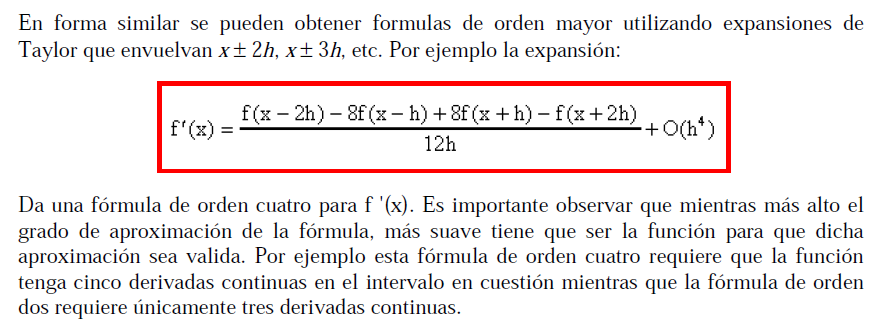 En forma similar se pueden obtener formulas de orden mayor utilizando expansiones de
Taylor que envuelvan x ± 2h, x ± 3h, etc. Por ejemplo la expansión:
f'(x) = \frac{f(x − 2h) − 8f(x − h) + 8f(x + h) − f(x + 2h)}{12h} + O(h⁴)
Da una fórmula de orden cuatro para f '(x). Es importante observar que mientras más alto el
grado de aproximación de la fórmula, más suave tiene que ser la función para que dicha
aproximación sea valida. Por ejemplo esta fórmula de orden cuatro requiere que la función
tenga cinco derivadas continuas en el intervalo en cuestión mientras que la fórmula de orden
dos requiere únicamente tres derivadas continuas.